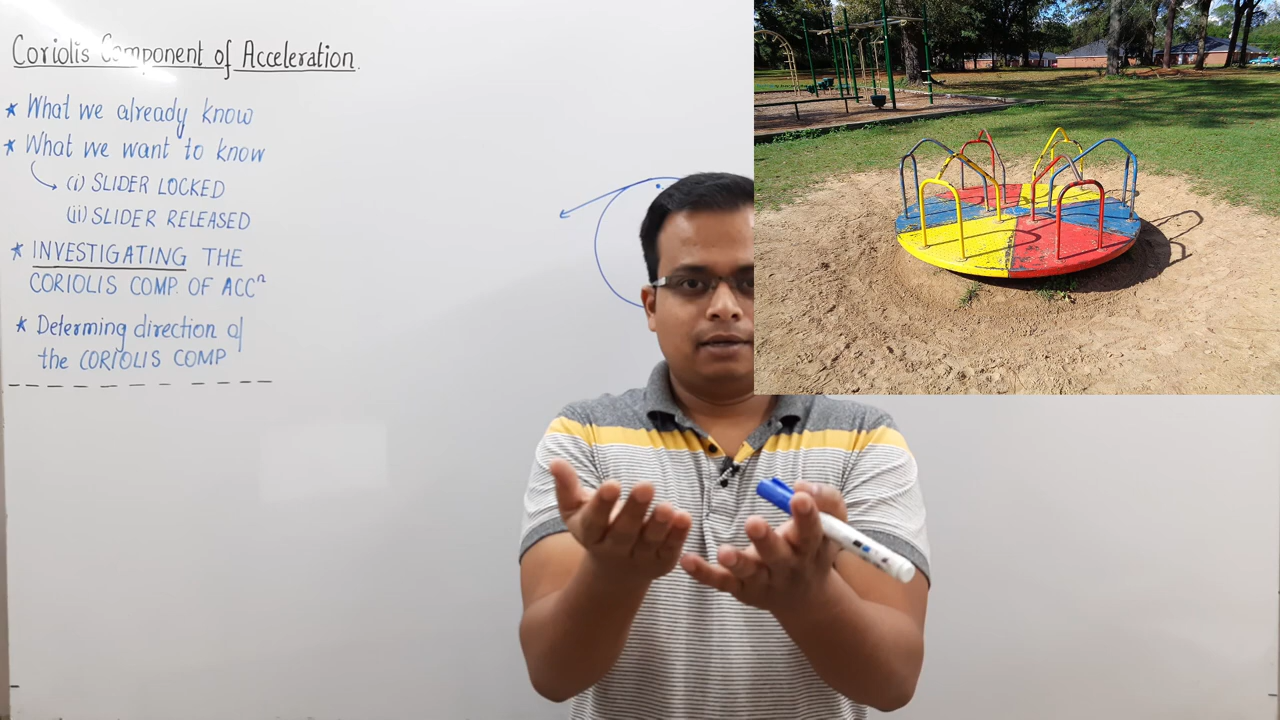 Coriolis Component of Acceleration.
* What we already know
* What we want to know
(i) SLIDER LOCKED
(ii) SLIDER RELEASED
* INVESTIGATING THE
CORIOLIS COMP. OF ACCⁿ
* Determing direction of
the CORIOLIS COMP